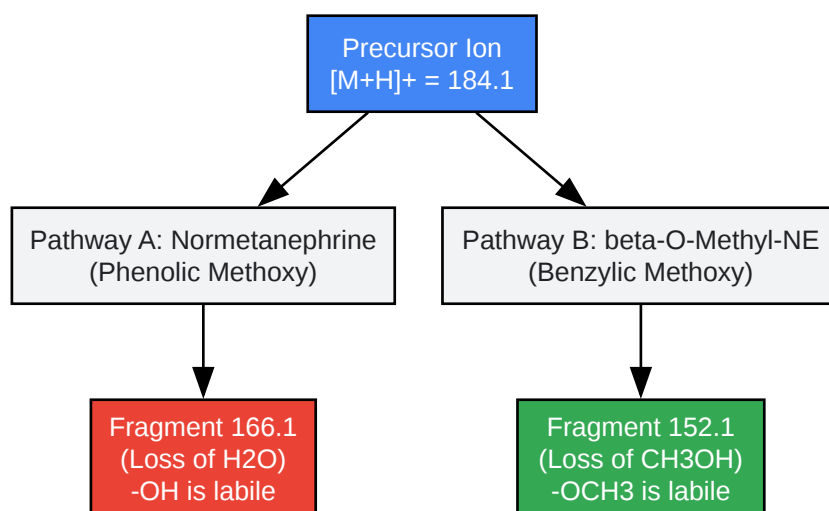 Precursor Ion
[M+H]+ = 184.1
Pathway A: Normetanephrine
(Phenolic Methoxy)
Pathway B: beta-O-Methyl-NE
(Benzylic Methoxy)
Fragment 166.1
(Loss of H2O)
-OH is labile
Fragment 152.1
(Loss of CH3OH)
-OCH3 is labile